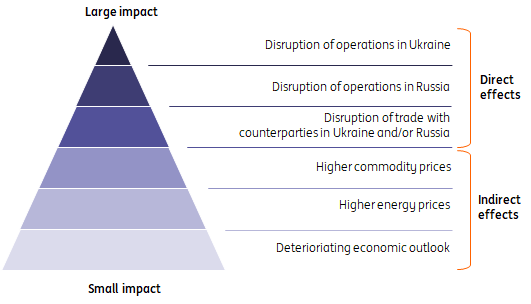 Large impact
Disruption of operations in Ukraine
Disruption of operations in Russia
Direct
effects
Disruption of trade with
counterparties in Ukraine and/or Russia
Higher commodity prices
Higher energy prices
Indirect
effects
Deterioriating economic outlook
Small impact